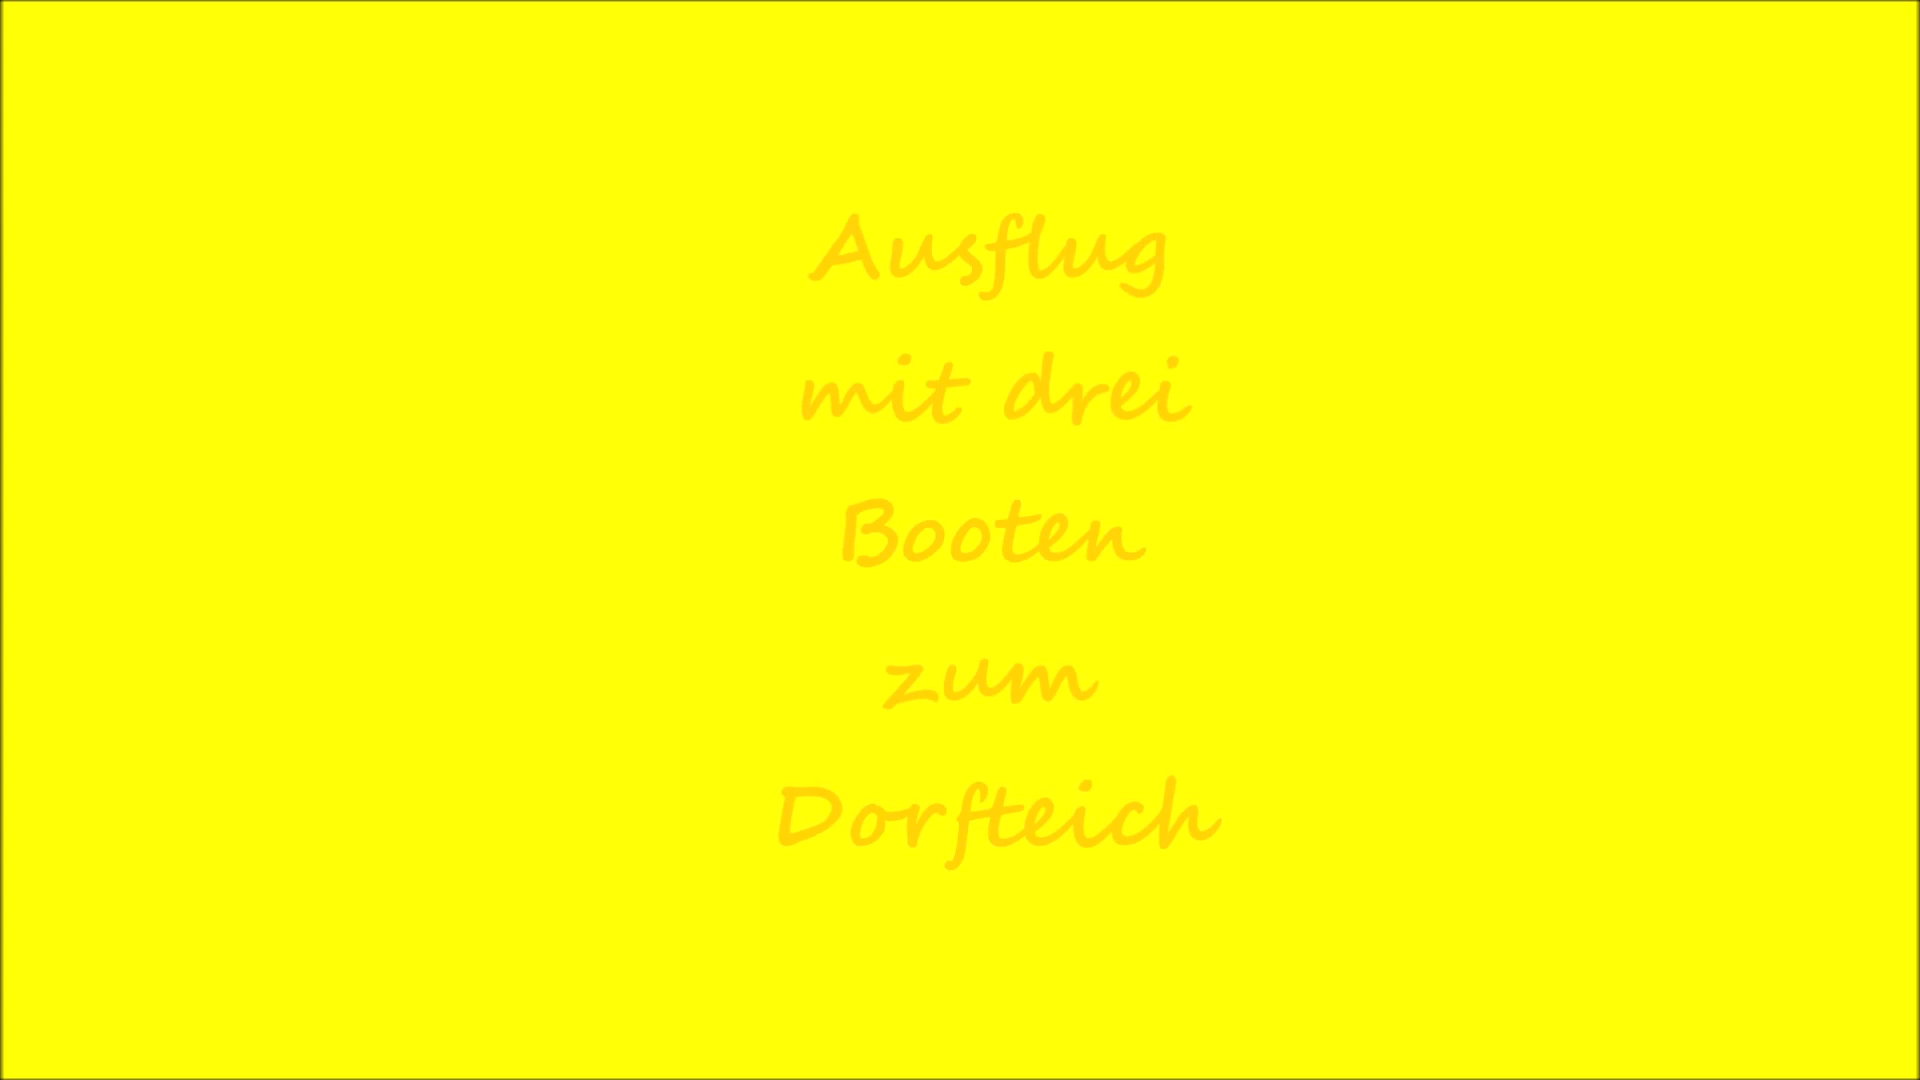 Ausflug
mit drei
Booten
zum
Dorfteich